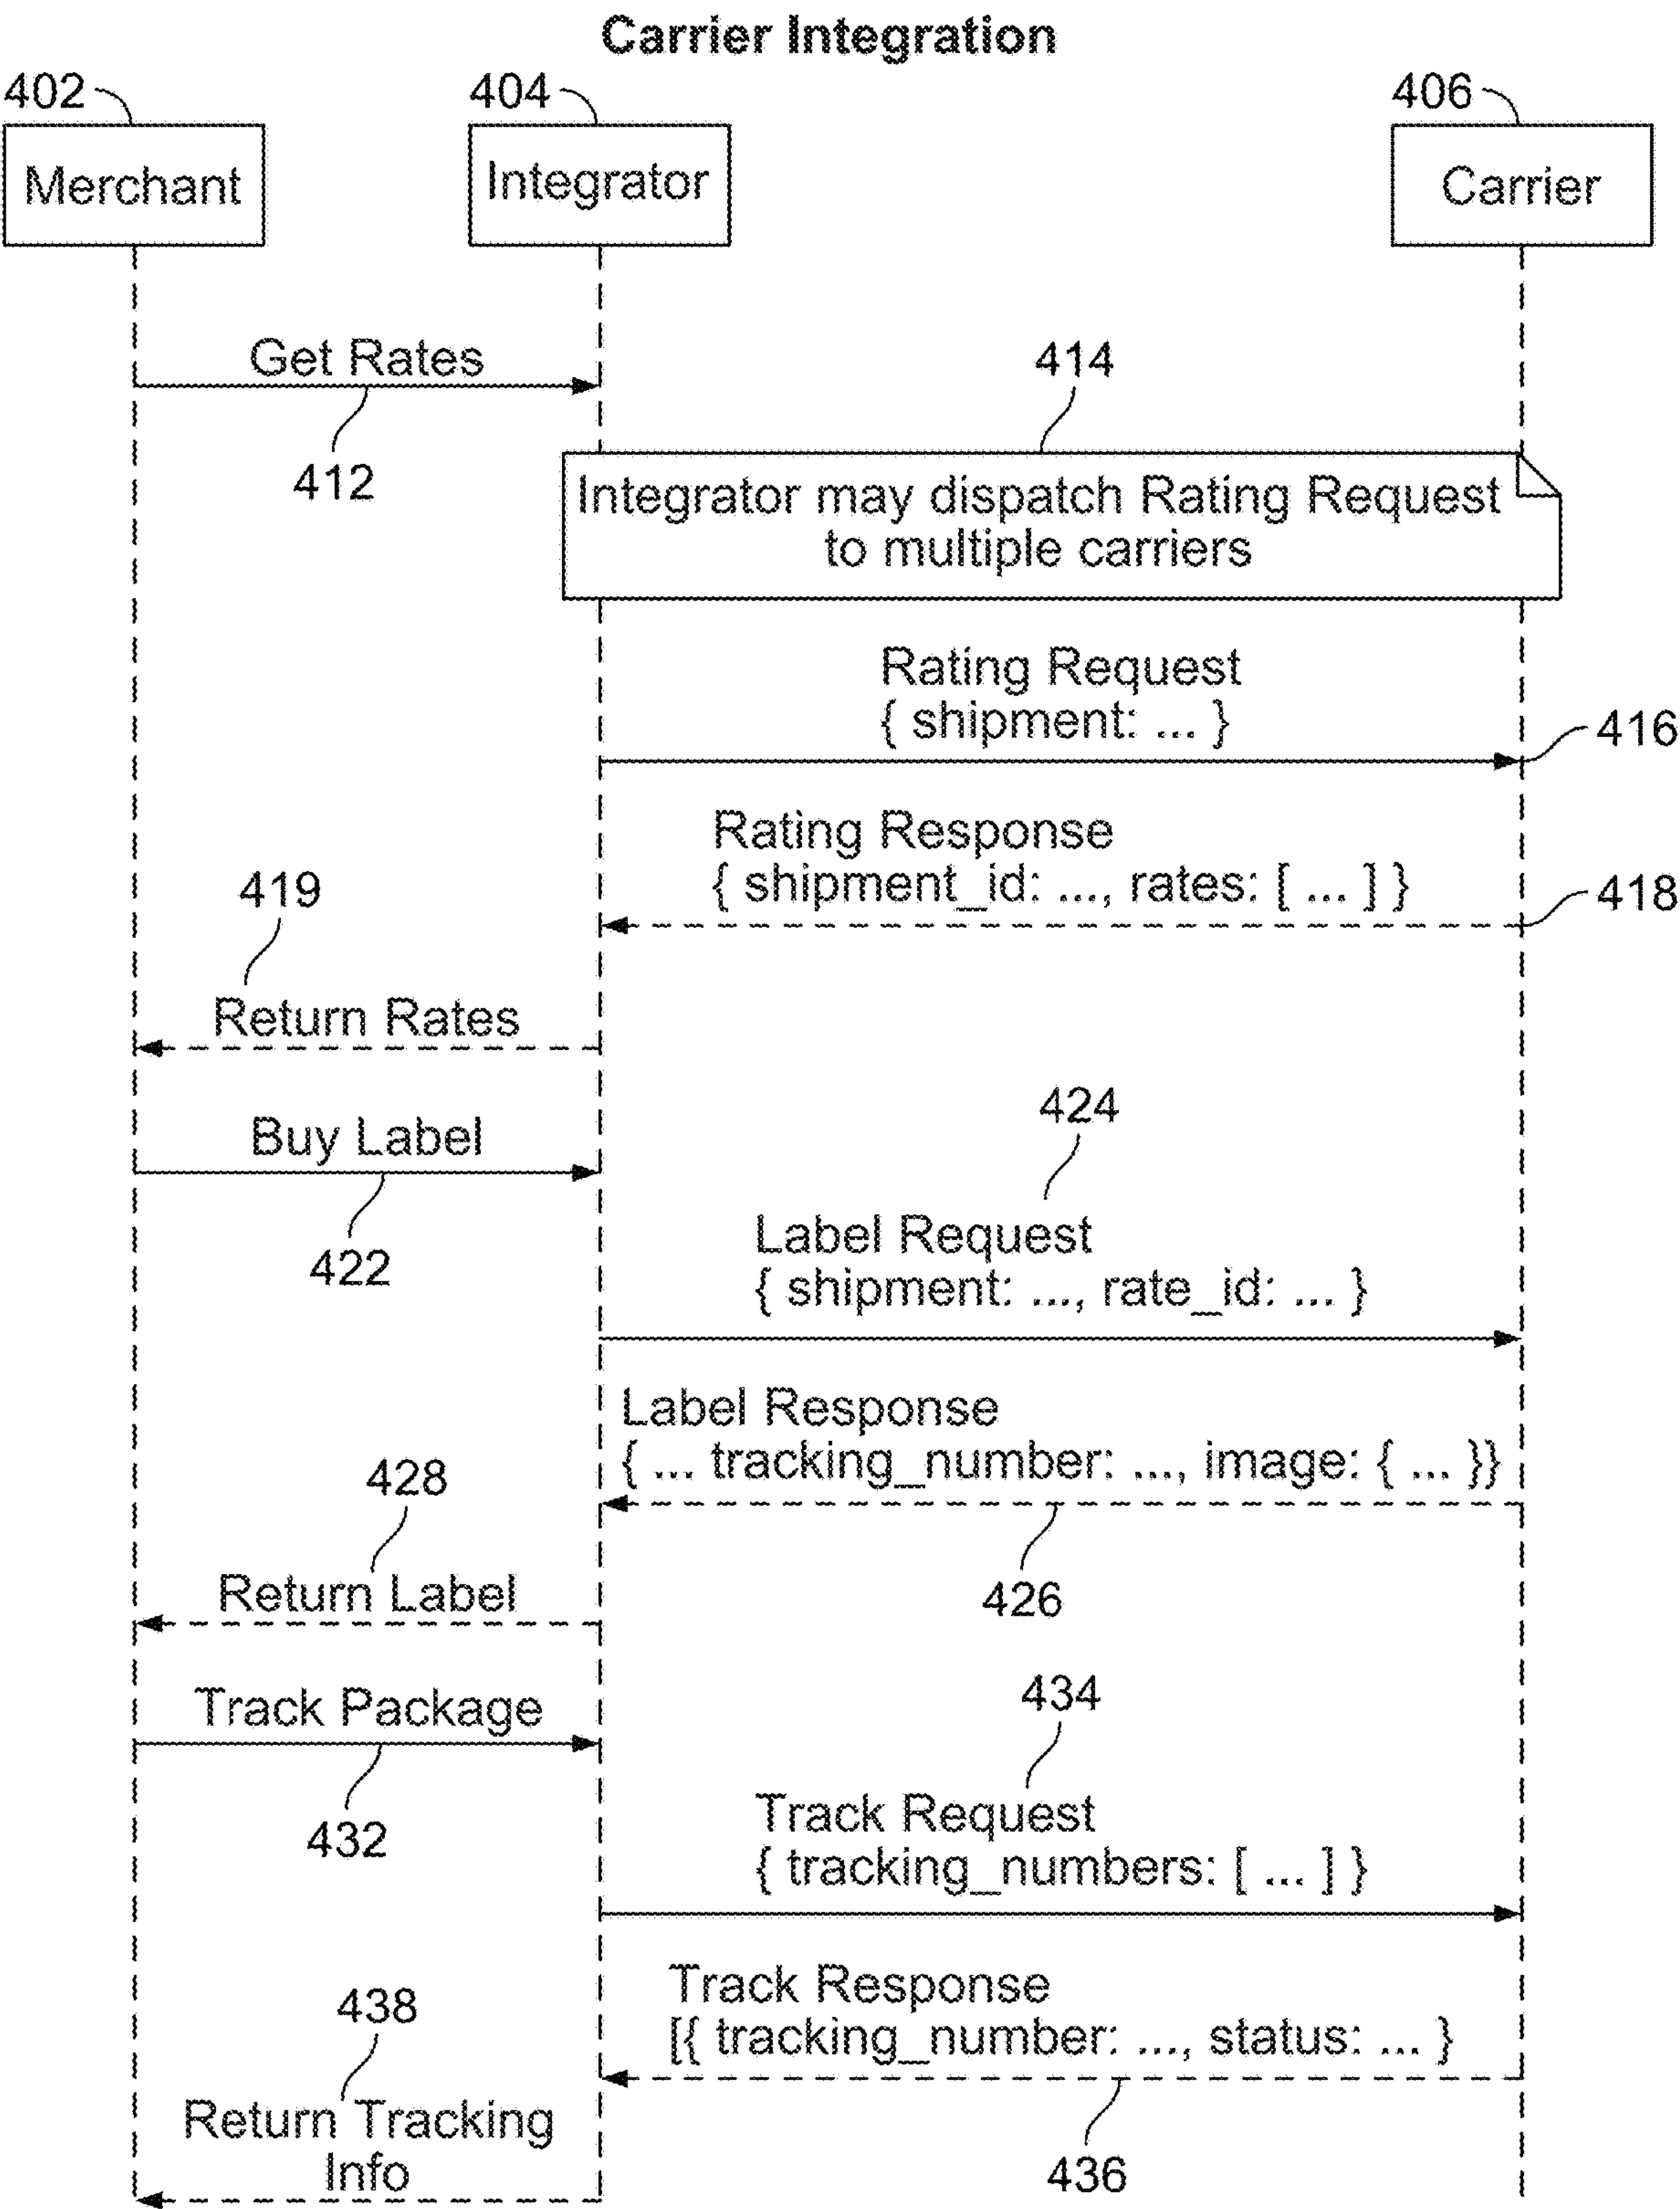 Carrier Integration
402
404
406
Merchant
Integrator
Carrier
Get Rates
412
414
Integrator may dispatch Rating Request
to multiple carriers
Rating Request
{ shipment: ... }
416
Rating Response
{ shipment_id: ..., rates: [ ... ] }
418
419
Return Rates
Buy Label
422
424
Label Request
{ shipment: ..., rate_id: ... }
Label Response
{ ... tracking_number: ..., image: { ... }}
426
428
Return Label
Track Package
432
434
Track Request
{ tracking_numbers: [ ... ] }
Track Response
[{ tracking_number: ..., status: ... }
436
438
Return Tracking
Info